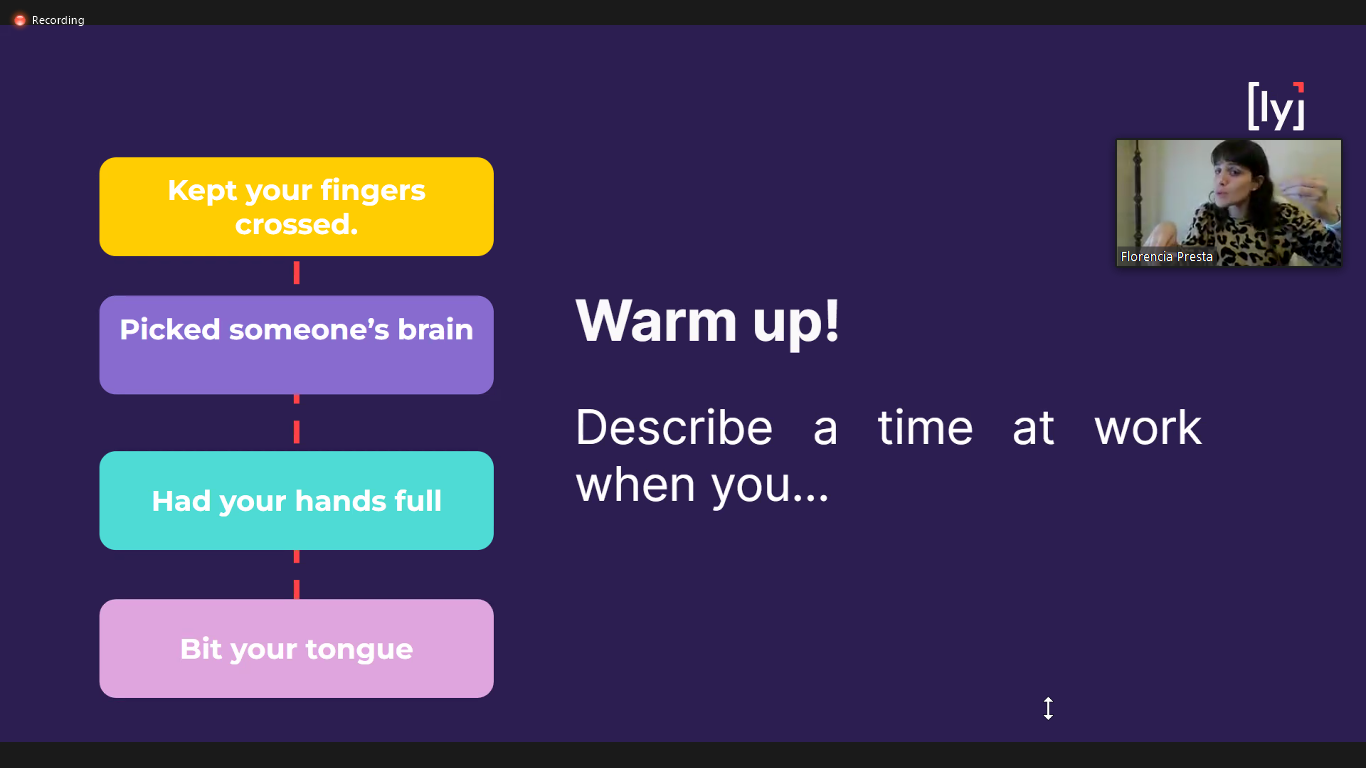 Recording
[ly]
Kept your fingers
crossed.
Picked someone’s brain
Had your hands full
Bit your tongue
Warm up!
Describe a time at work
when you...
Florencia Presta